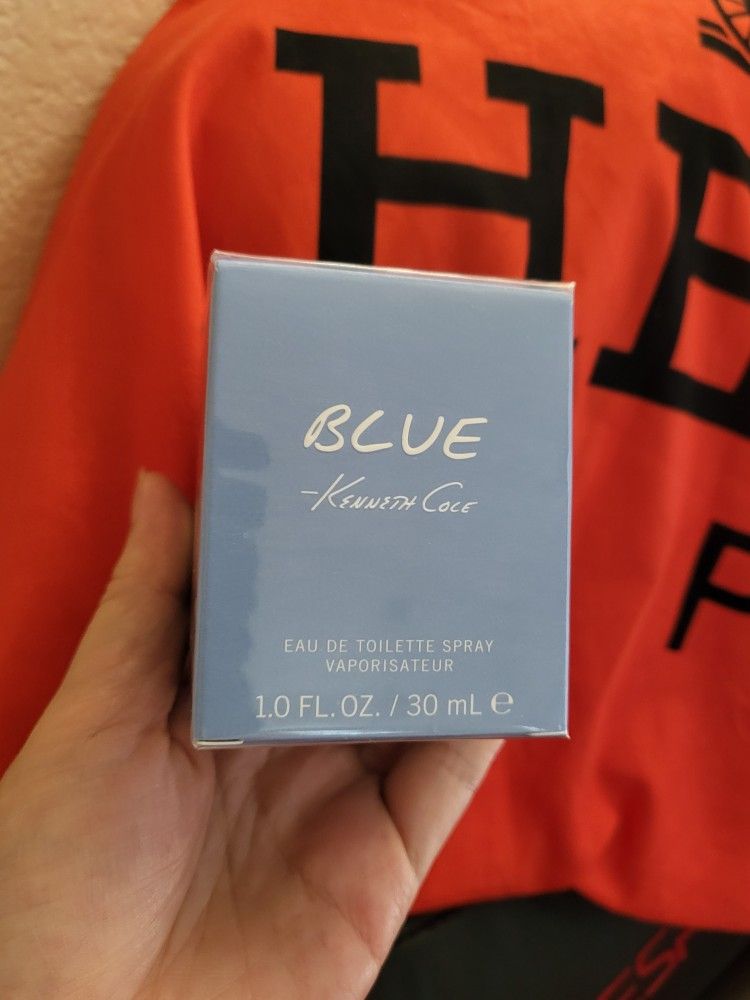 H
BLUE
-KENNETH COLE
EAU DE TOILETTE SPRAY
VAPORISATEUR
1.0 FL. OZ. / 30 mL ℮